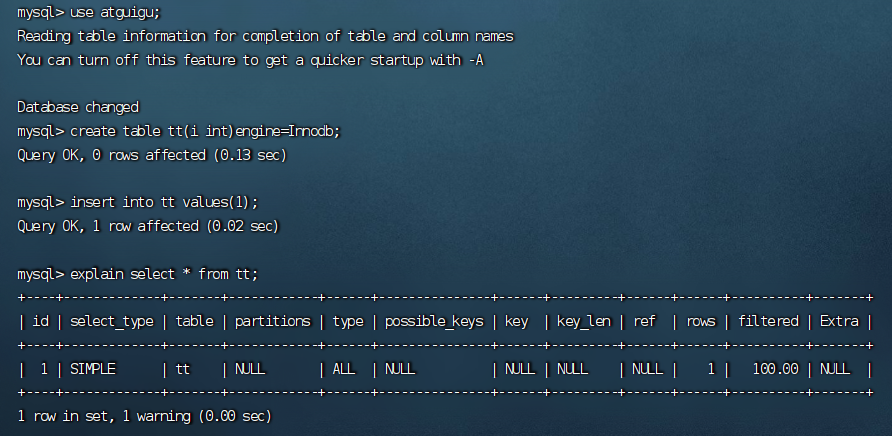 mysql> use atguigu;
Reading table information for completion of table and column names
You can turn off this feature to get a quicker startup with -A

Database changed
mysql> create table tt(i int)engine=Innodb;
Query OK, 0 rows affected (0.13 sec)

mysql> insert into tt values(1);
Query OK, 1 row affected (0.02 sec)

mysql> explain select * from tt;
+----+-------------+-------+------------+------+---------------+------+---------+------+------+----------+-------+
| id | select_type | table | partitions | type | possible_keys | key  | key_len | ref  | rows | filtered | Extra |
+----+-------------+-------+------------+------+---------------+------+---------+------+------+----------+-------+
|  1 | SIMPLE      | tt    | NULL       | ALL  | NULL          | NULL | NULL    | NULL |    1 |   100.00 | NULL  |
+----+-------------+-------+------------+------+---------------+------+---------+------+------+----------+-------+
1 row in set, 1 warning (0.00 sec)